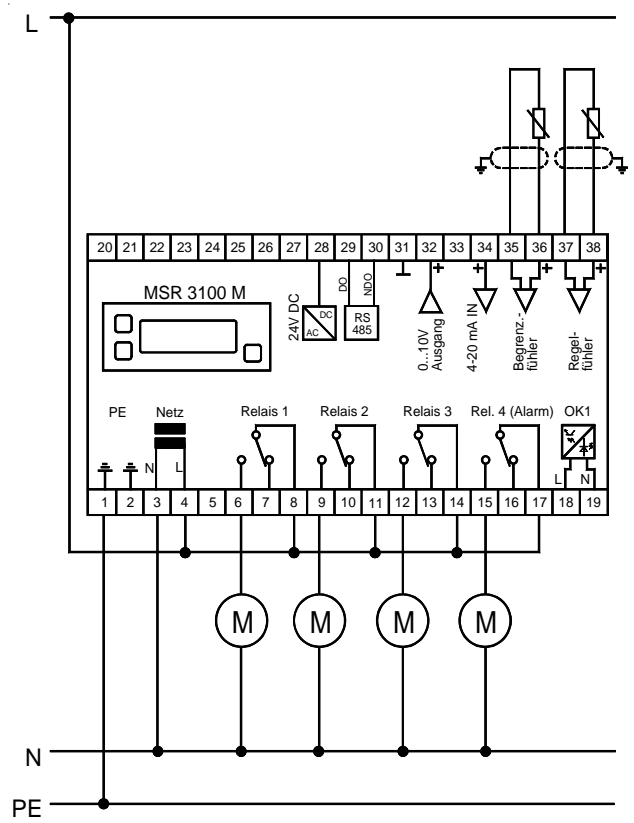 L
20 21 22 23 24 25 26 27 28 29 30 31 32 33 34 35 36 37 38
MSR 3100 M
24V DC
DC
AC
DO
NDO
RS
485
+
0...10V
Ausgang
+
4-20 mA IN
+
Begrenz.-
fühler
+
Regel-
fühler
PE Netz Relais 1 Relais 2 Relais 3 Rel. 4 (Alarm) OK1
N L L N
1 2 3 4 5 6 7 8 9 10 11 12 13 14 15 16 17 18 19
M M M M
N
PE